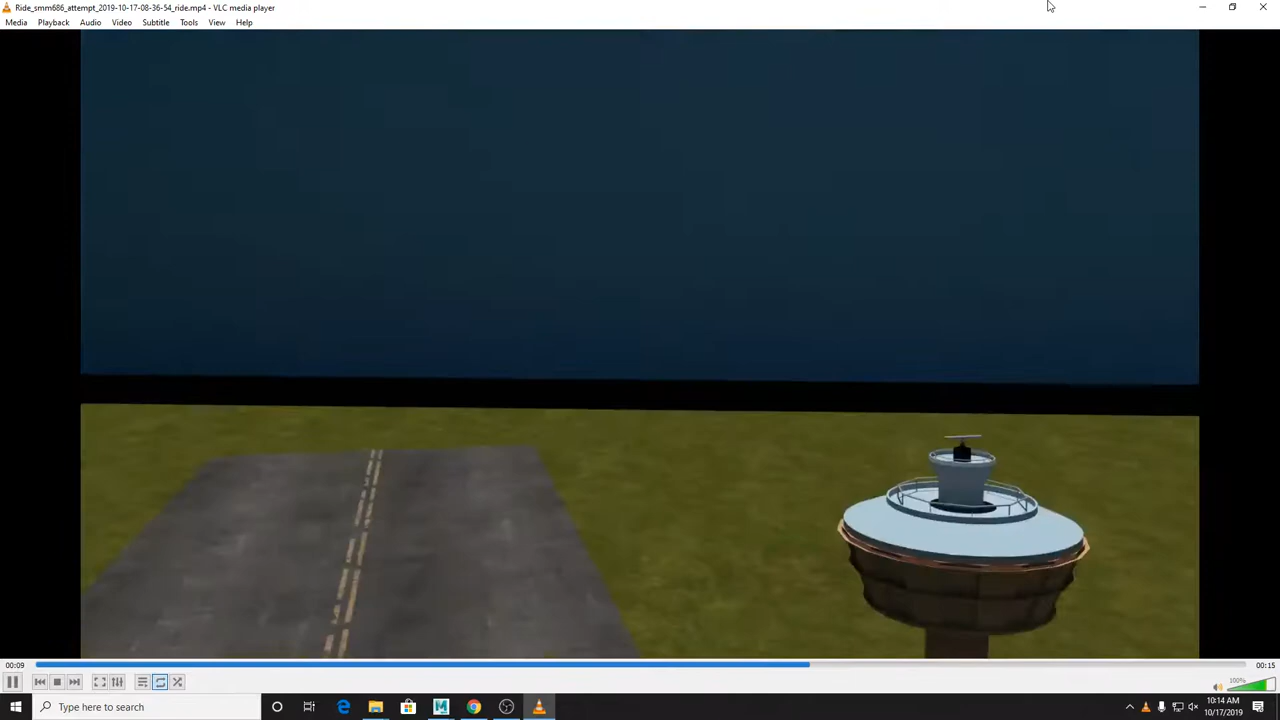 Ride_smm686_attempt_2019-10-17-08-36-54_ride.mp4 - VLC media player
Media Playback Audio Video Subtitle Tools View Help
00:09 00:15
100%
Type here to search
10:14 AM
10/17/2019